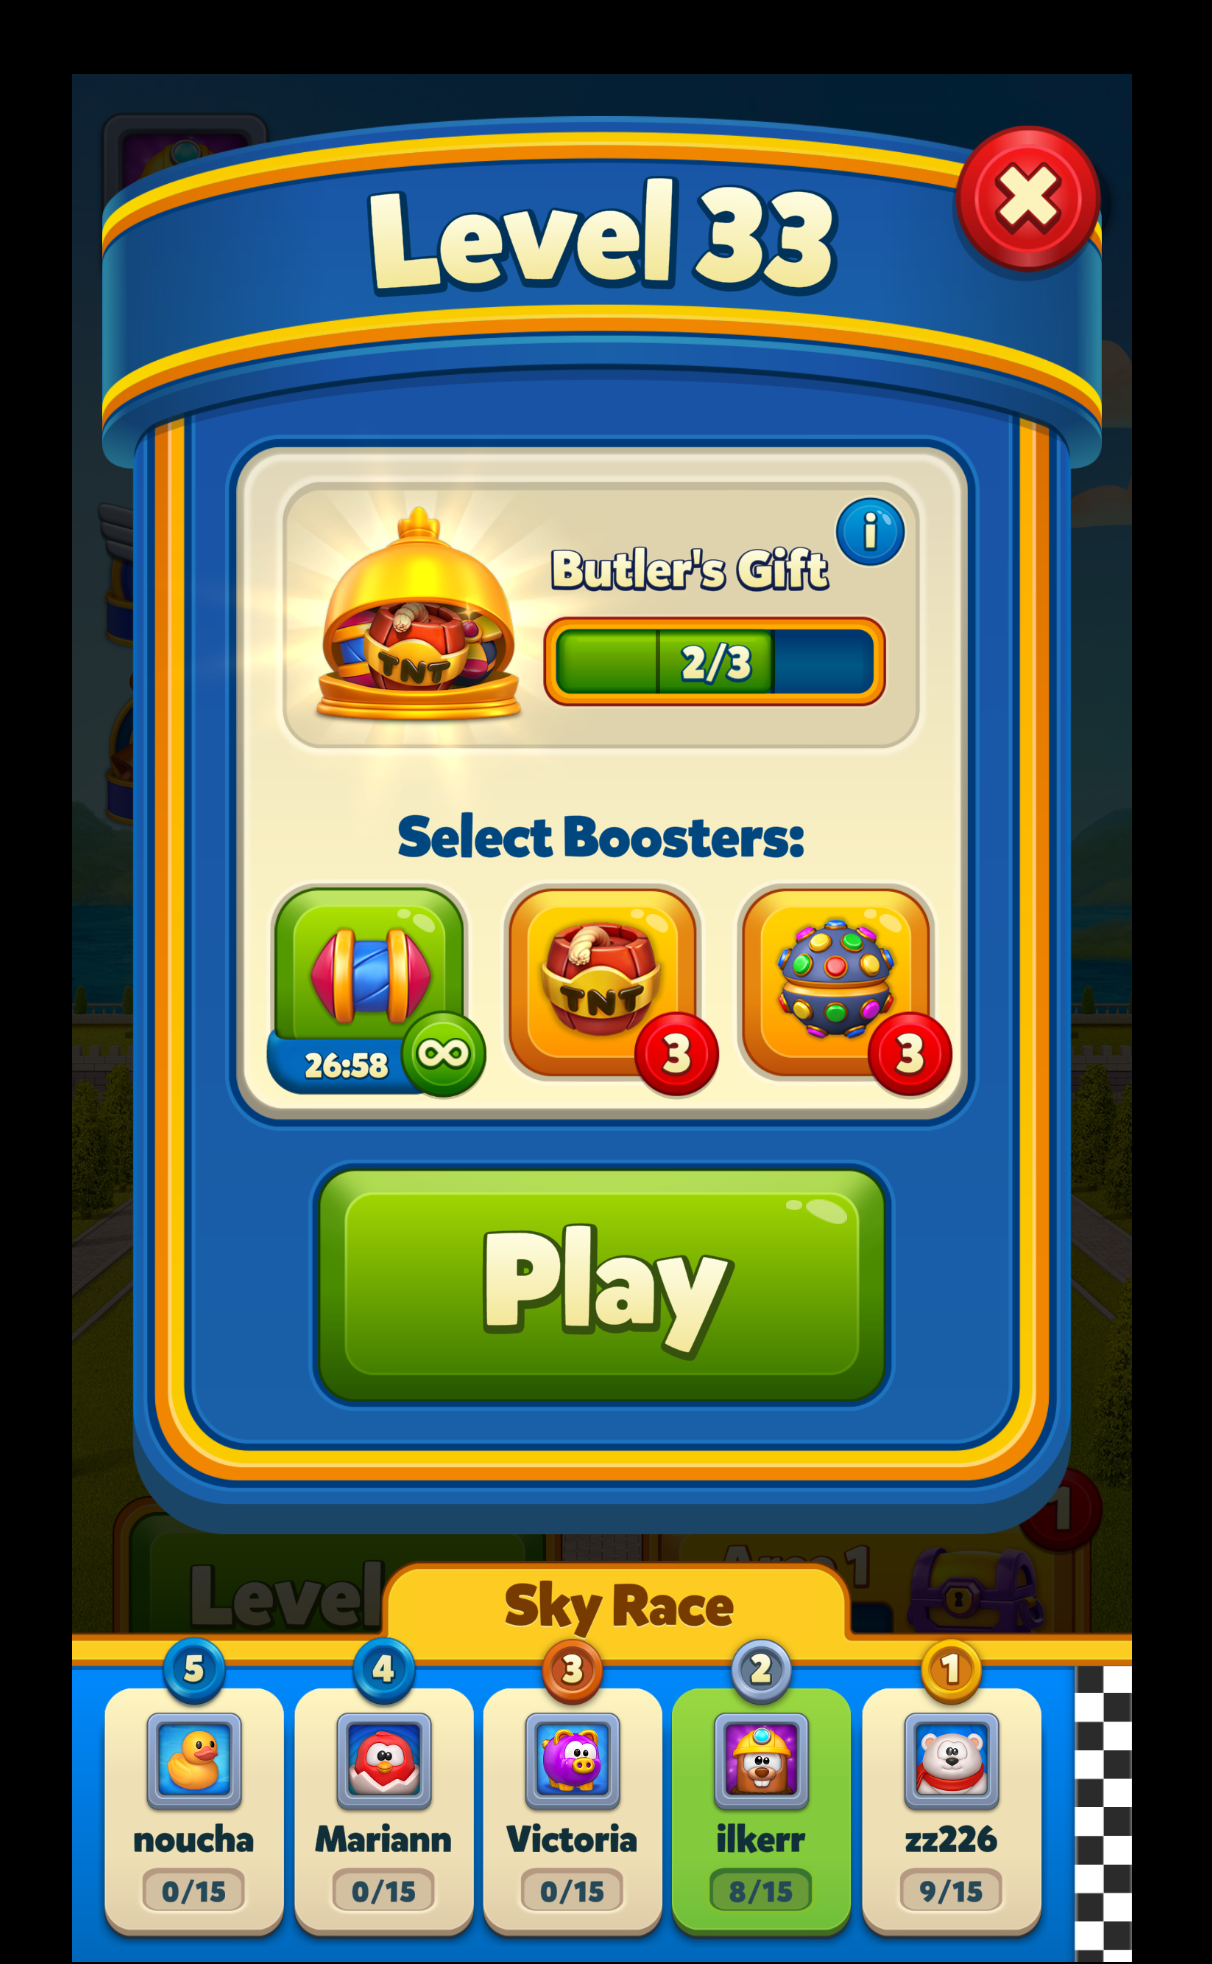 Level 33
i
Butler's Gift
TNT
2/3
Select Boosters:
TNT
26:58
∞
3
3
Play
1
Level
Area 1
Sky Race
5
4
3
2
1
noucha
Mariann
Victoria
ilkerr
zz226
0/15
0/15
0/15
8/15
9/15